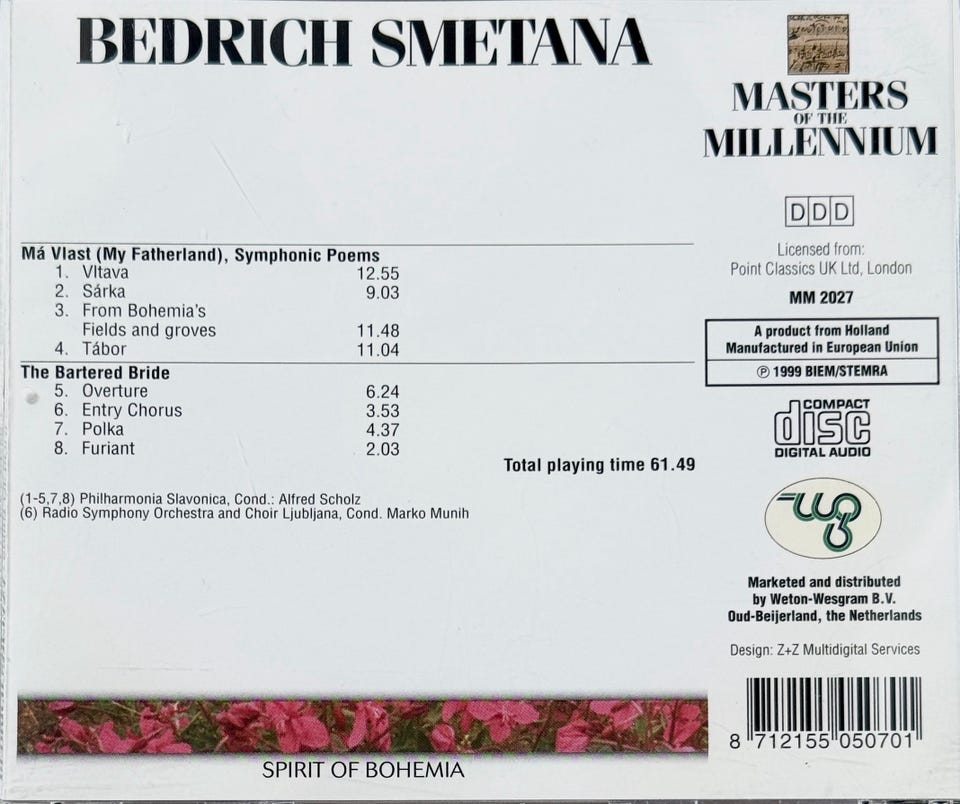 BEDRICH SMETANA
Má Vlast (My Fatherland), Symphonic Poems
1. Vltava 12.55
2. Sárka 9.03
3. From Bohemia's
Fields and groves 11.48
4. Tábor 11.04
The Bartered Bride
5. Overture 6.24
6. Entry Chorus 3.53
7. Polka 4.37
8. Furiant 2.03
Total playing time 61.49
(1-5,7,8) Philharmonia Slavonica, Cond.: Alfred Scholz
(6) Radio Symphony Orchestra and Choir Ljubljana, Cond. Marko Munih
SPIRIT OF BOHEMIA
MASTERS
OF THE
MILLENNIUM
DDD
Licensed from:
Point Classics UK Ltd, London
MM 2027
A product from Holland
Manufactured in European Union
℗ 1999 BIEM/STEMRA
COMPACT
disc
DIGITAL AUDIO
Marketed and distributed
by Weton-Wesgram B.V.
Oud-Beijerland, the Netherlands
Design: Z+Z Multidigital Services
8 712155 050701